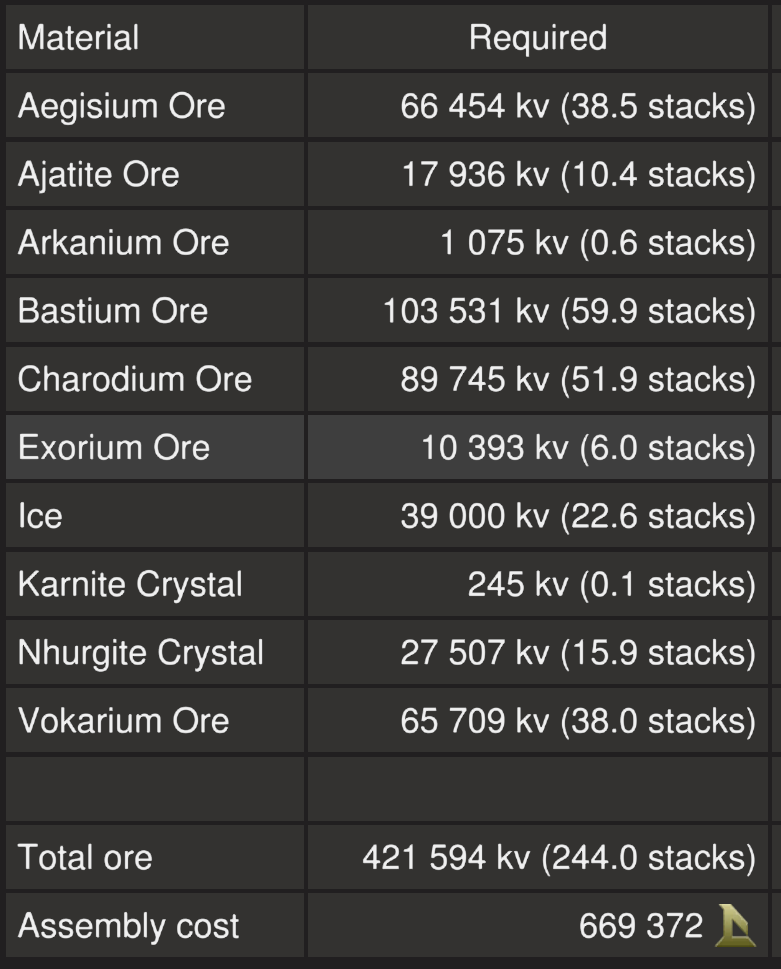 Material Required
Aegisium Ore 66 454 kv (38.5 stacks)
Ajatite Ore 17 936 kv (10.4 stacks)
Arkanium Ore 1 075 kv (0.6 stacks)
Bastium Ore 103 531 kv (59.9 stacks)
Charodium Ore 89 745 kv (51.9 stacks)
Exorium Ore 10 393 kv (6.0 stacks)
Ice 39 000 kv (22.6 stacks)
Karnite Crystal 245 kv (0.1 stacks)
Nhurgite Crystal 27 507 kv (15.9 stacks)
Vokarium Ore 65 709 kv (38.0 stacks)
Total ore 421 594 kv (244.0 stacks)
Assembly cost 669 372